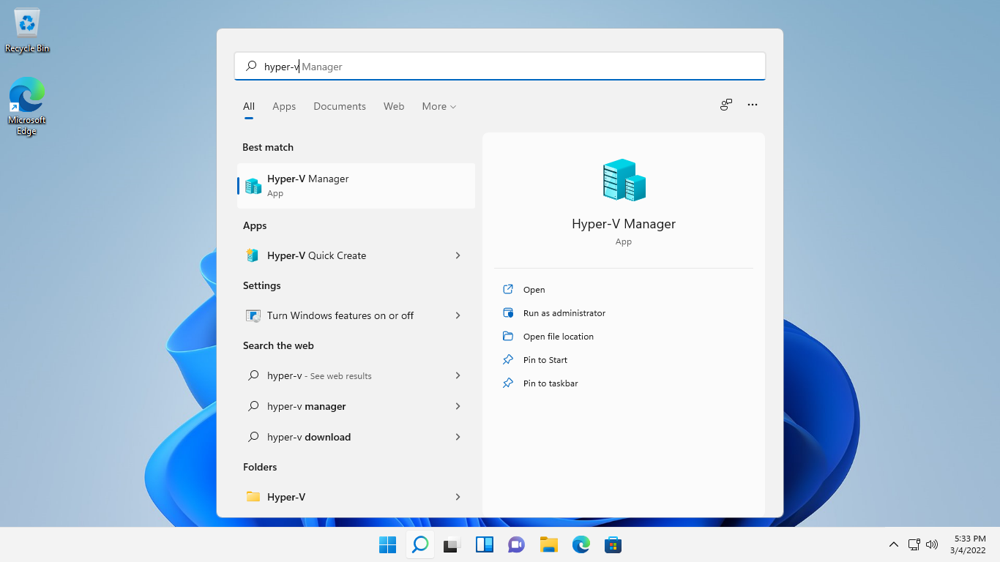 Recycle Bin
Microsoft
Edge
hyper-v Manager
All Apps Documents Web More
Best match
Hyper-V Manager
App
Apps
Hyper-V Quick Create
Settings
Turn Windows features on or off
Search the web
hyper-v - See web results
hyper-v manager
hyper-v download
Folders
Hyper-V
Hyper-V Manager
App
Open
Run as administrator
Open file location
Pin to Start
Pin to taskbar
5:33 PM
3/4/2022